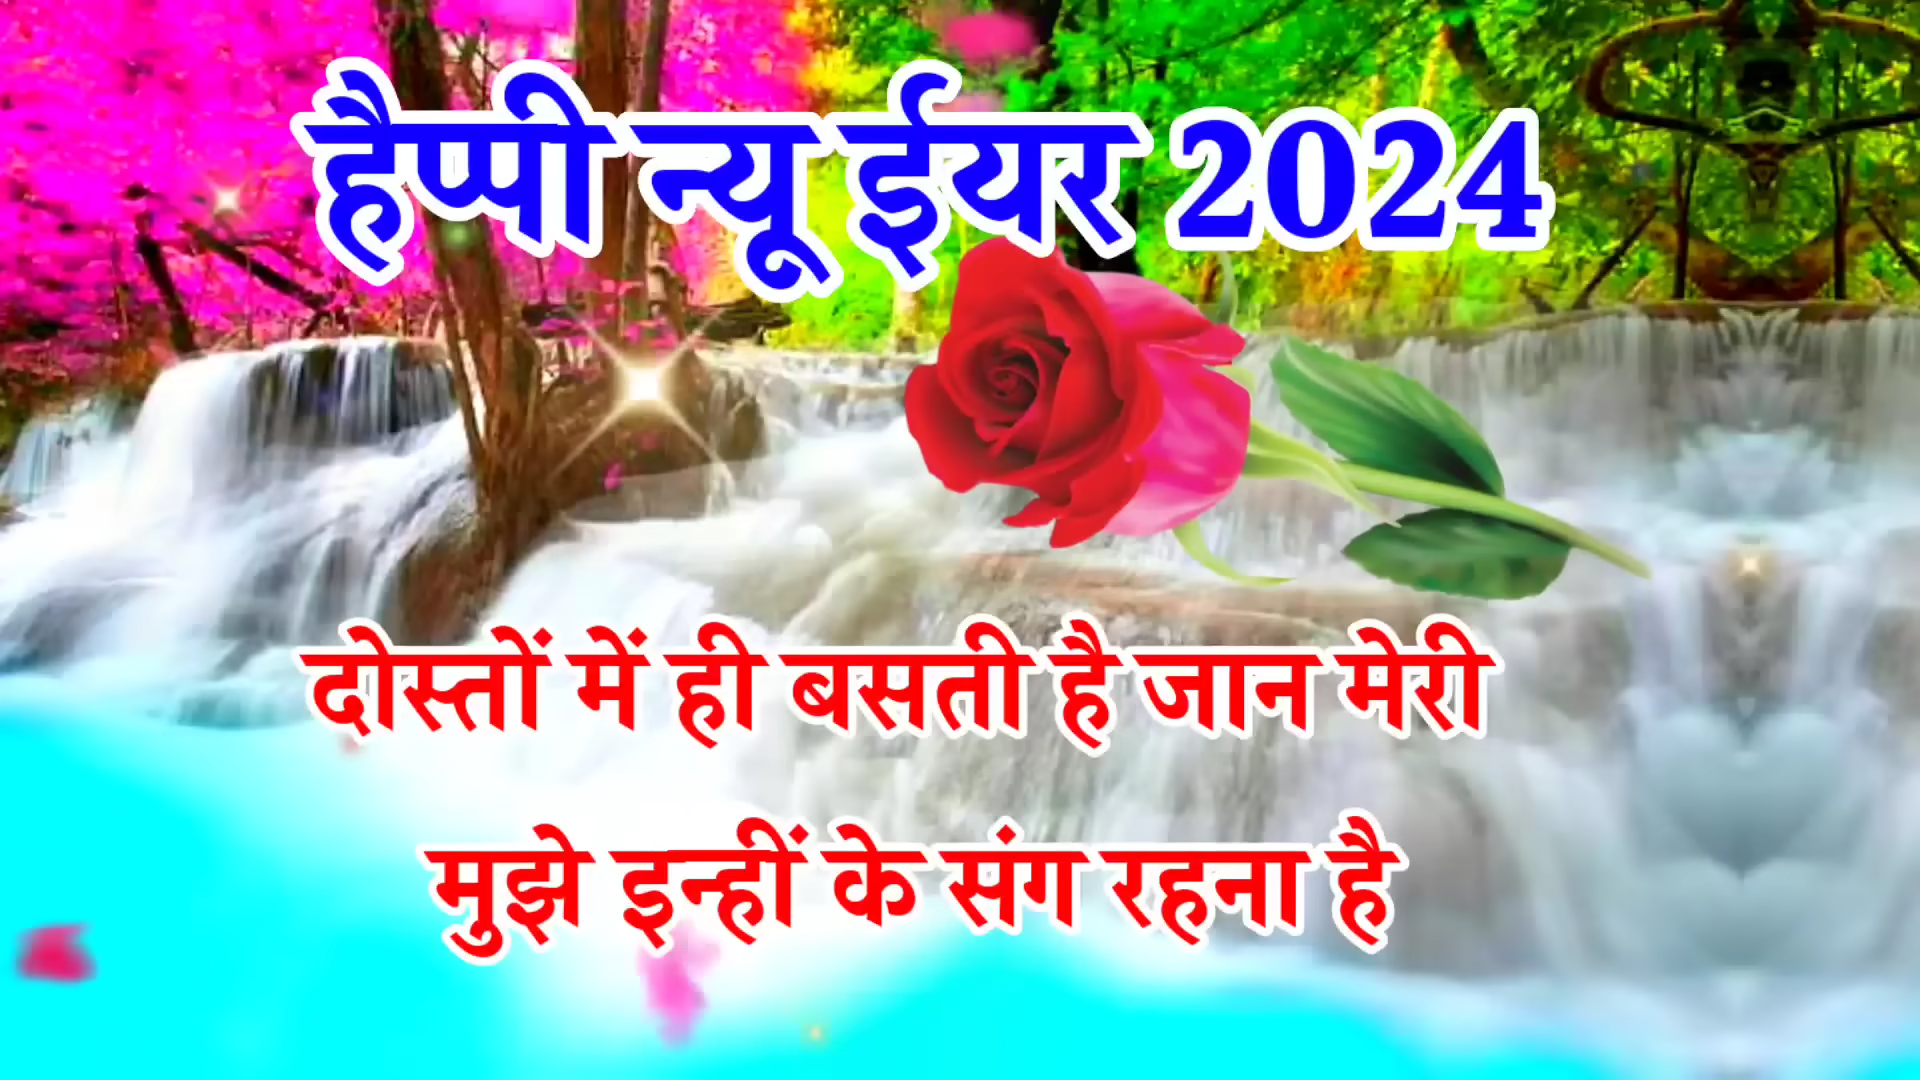 हैप्पी न्यू ईयर 2024
दोस्तों में ही बसती है जान मेरी
मुझे इन्हीं के संग रहना है